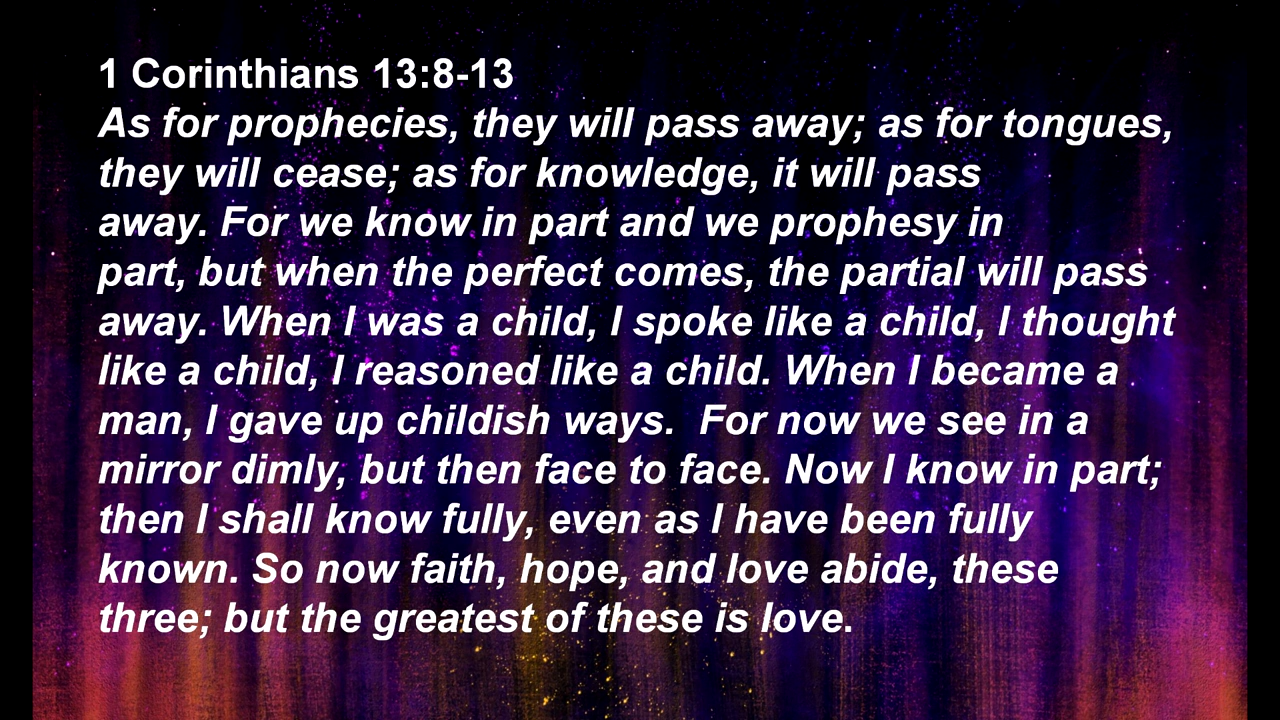 1 Corinthians 13:8-13
As for prophecies, they will pass away; as for tongues,
they will cease; as for knowledge, it will pass
away. For we know in part and we prophesy in
part, but when the perfect comes, the partial will pass
away. When I was a child, I spoke like a child, I thought
like a child, I reasoned like a child. When I became a
man, I gave up childish ways.  For now we see in a
mirror dimly, but then face to face. Now I know in part;
then I shall know fully, even as I have been fully
known. So now faith, hope, and love abide, these
three; but the greatest of these is love.